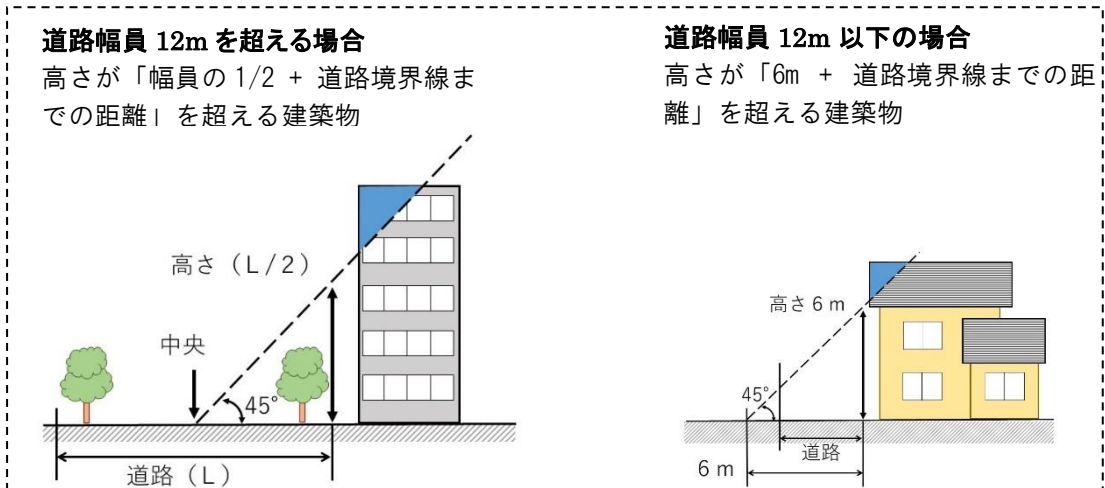 道路幅員 12m を超える場合
高さが「幅員の 1/2 + 道路境界線ま
での距離」を超える建築物
高さ（L/2）
中央
45°
道路（L）
道路幅員 12m 以下の場合
高さが「6m + 道路境界線までの距
離」を超える建築物
高さ 6 m
45°
道路
6 m